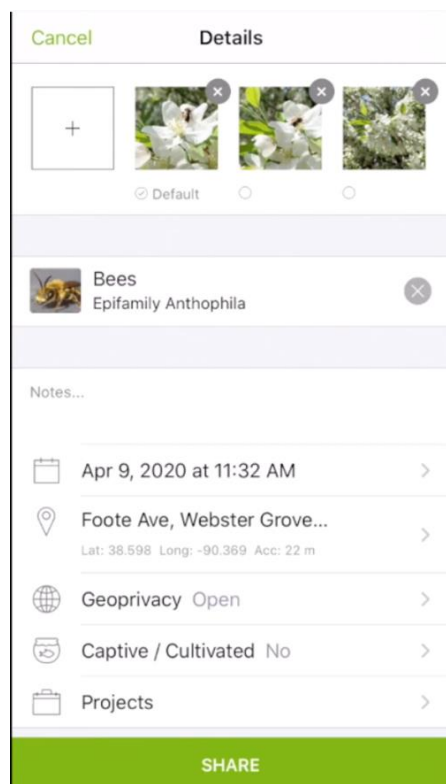 Cancel Details
Default
Bees
Epifamily Anthophila
Notes...
Apr 9, 2020 at 11:32 AM
Foote Ave, Webster Grove...
Lat: 38.598 Long: -90.369 Acc: 22 m
Geoprivacy Open
Captive / Cultivated No
Projects
SHARE